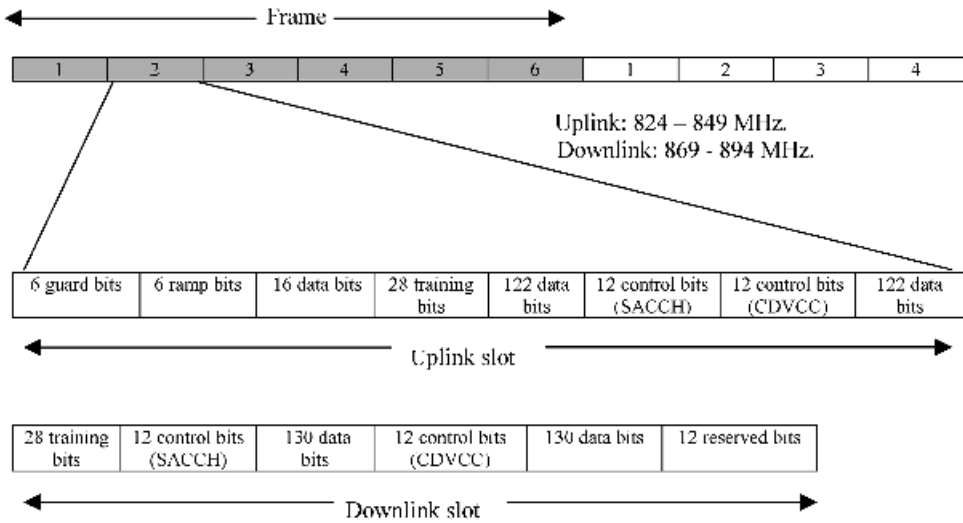 Frame
1 2 3 4 5 6 1 2 3 4
Uplink: 824 – 849 MHz.
Downlink: 869 - 894 MHz.
6 guard bits
6 ramp bits
16 data bits
28 training
bits
122 data
bits
12 control bits
(SACCH)
12 control bits
(CDVCC)
122 data
bits
Uplink slot
28 training
bits
12 control bits
(SACCH)
130 data
bits
12 control bits
(CDVCC)
130 data bits
12 reserved bits
Downlink slot